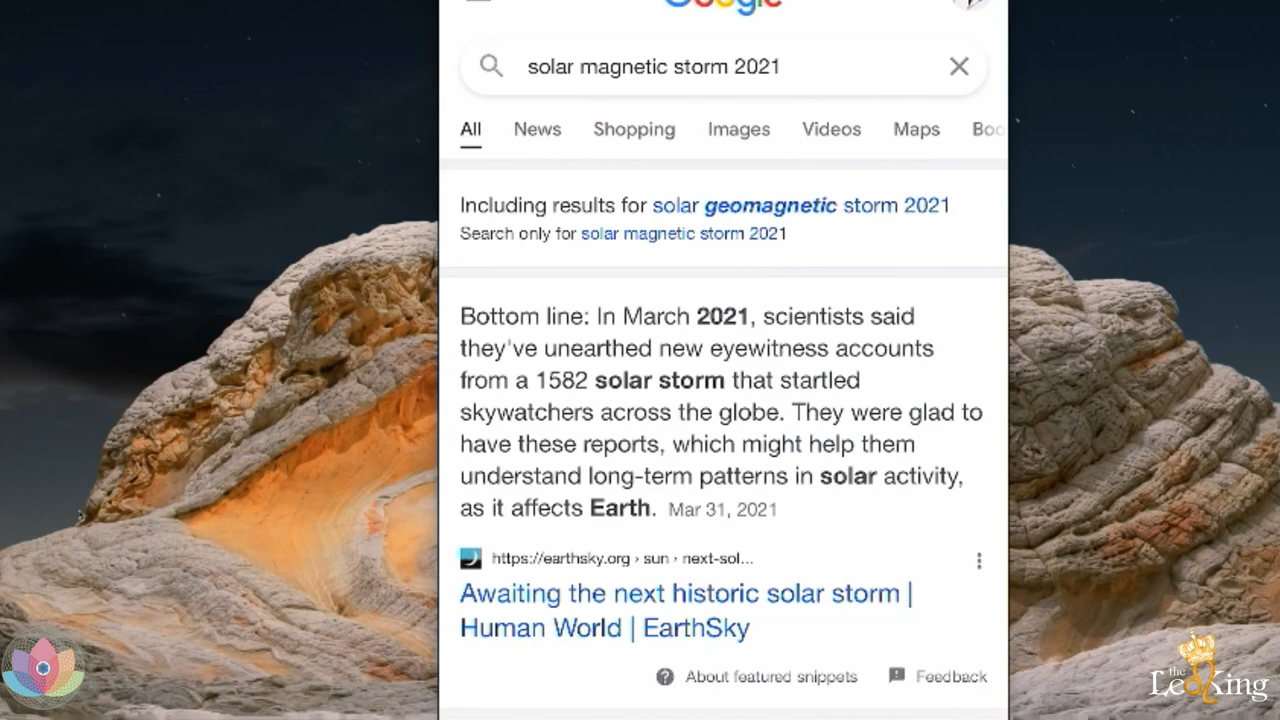 Google
solar magnetic storm 2021
All News Shopping Images Videos Maps Boo
Including results for solar geomagnetic storm 2021
Search only for solar magnetic storm 2021
Bottom line: In March 2021, scientists said
they've unearthed new eyewitness accounts
from a 1582 solar storm that startled
skywatchers across the globe. They were glad to
have these reports, which might help them
understand long-term patterns in solar activity,
as it affects Earth. Mar 31, 2021
https://earthsky.org › sun › next-sol...
Awaiting the next historic solar storm |
Human World | EarthSky
About featured snippets Feedback
the
Leo King